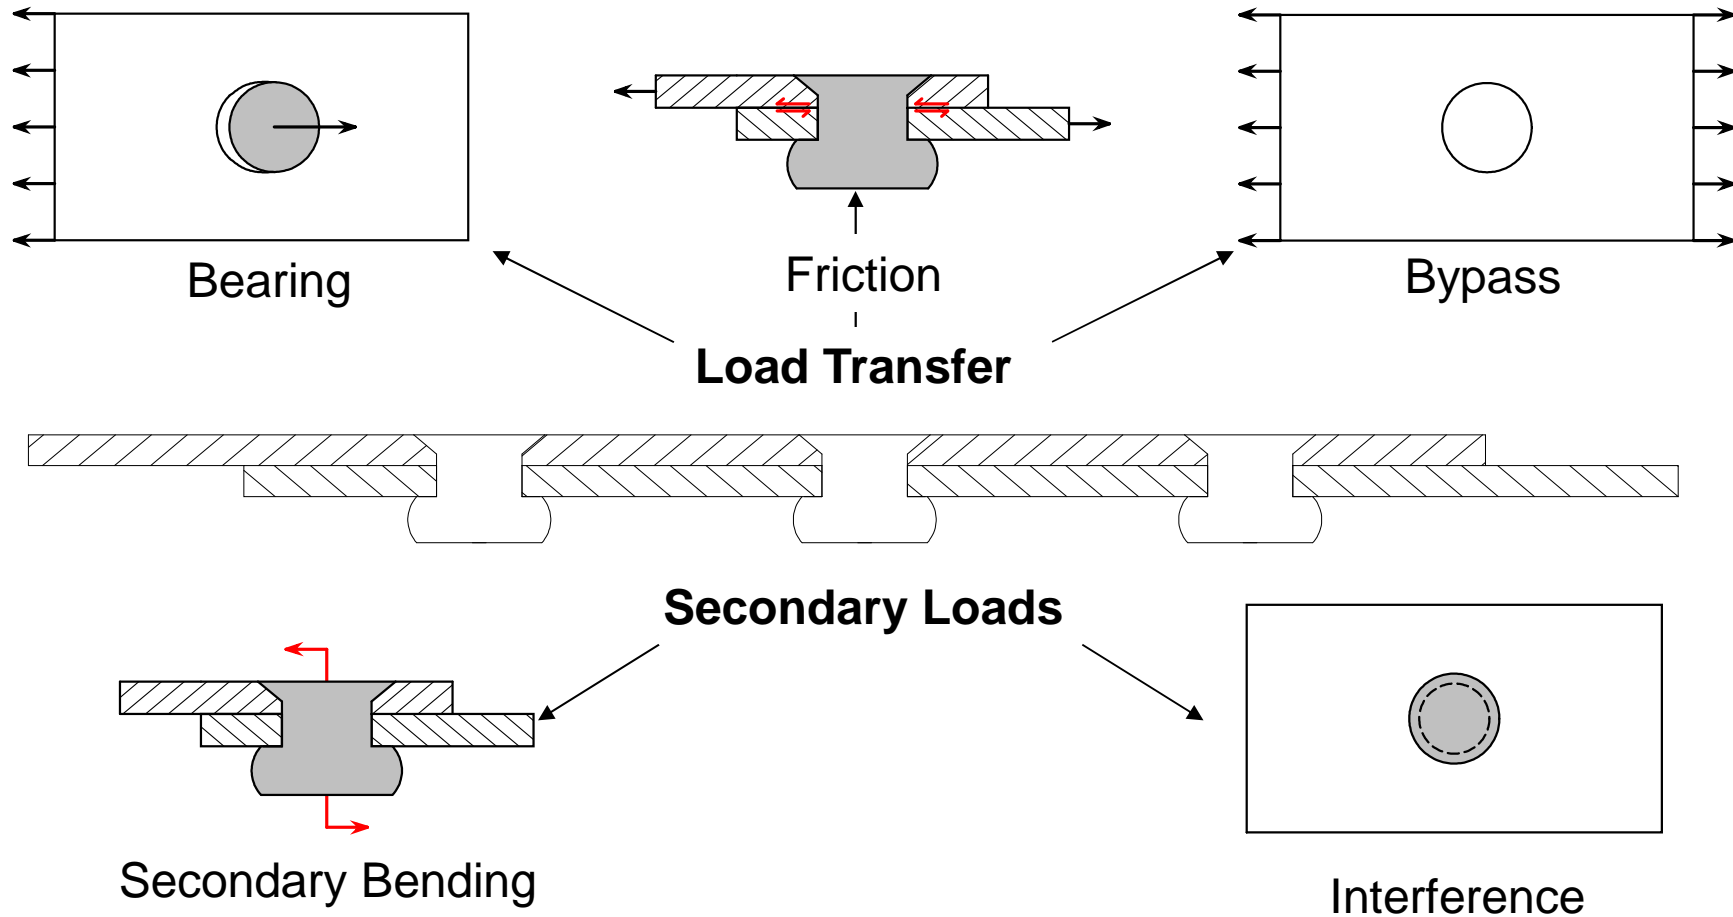 Bearing
Friction
Bypass
Load Transfer
Secondary Loads
Secondary Bending
Interference